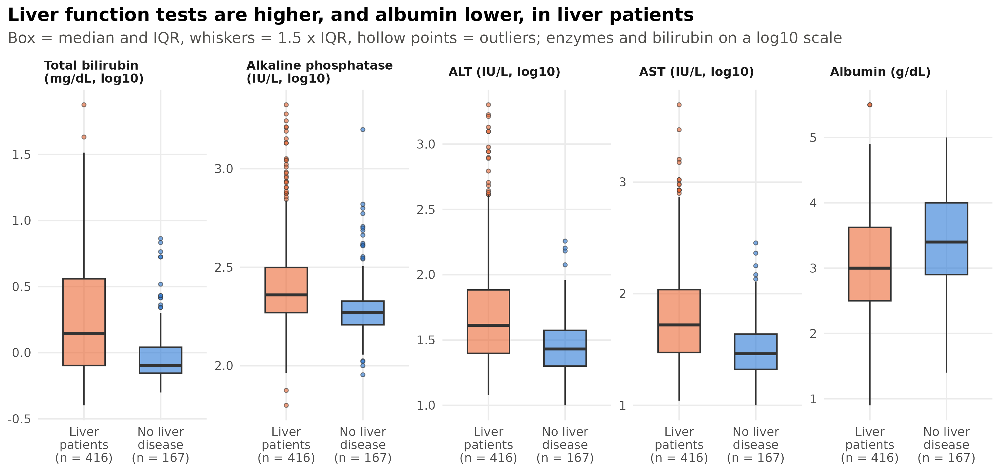 Liver function tests are higher, and albumin lower, in liver patients
Box = median and IQR, whiskers = 1.5 x IQR, hollow points = outliers; enzymes and bilirubin on a log10 scale
Total bilirubin
(mg/dL, log10)
1.5
1.0
0.5
0.0
-0.5
Liver
patients
(n = 416)
No liver
disease
(n = 167)
Alkaline phosphatase
(IU/L, log10)
3.0
2.5
2.0
Liver
patients
(n = 416)
No liver
disease
(n = 167)
ALT (IU/L, log10)
3.0
2.5
2.0
1.5
1.0
Liver
patients
(n = 416)
No liver
disease
(n = 167)
AST (IU/L, log10)
3
2
1
Liver
patients
(n = 416)
No liver
disease
(n = 167)
Albumin (g/dL)
5
4
3
2
1
Liver
patients
(n = 416)
No liver
disease
(n = 167)